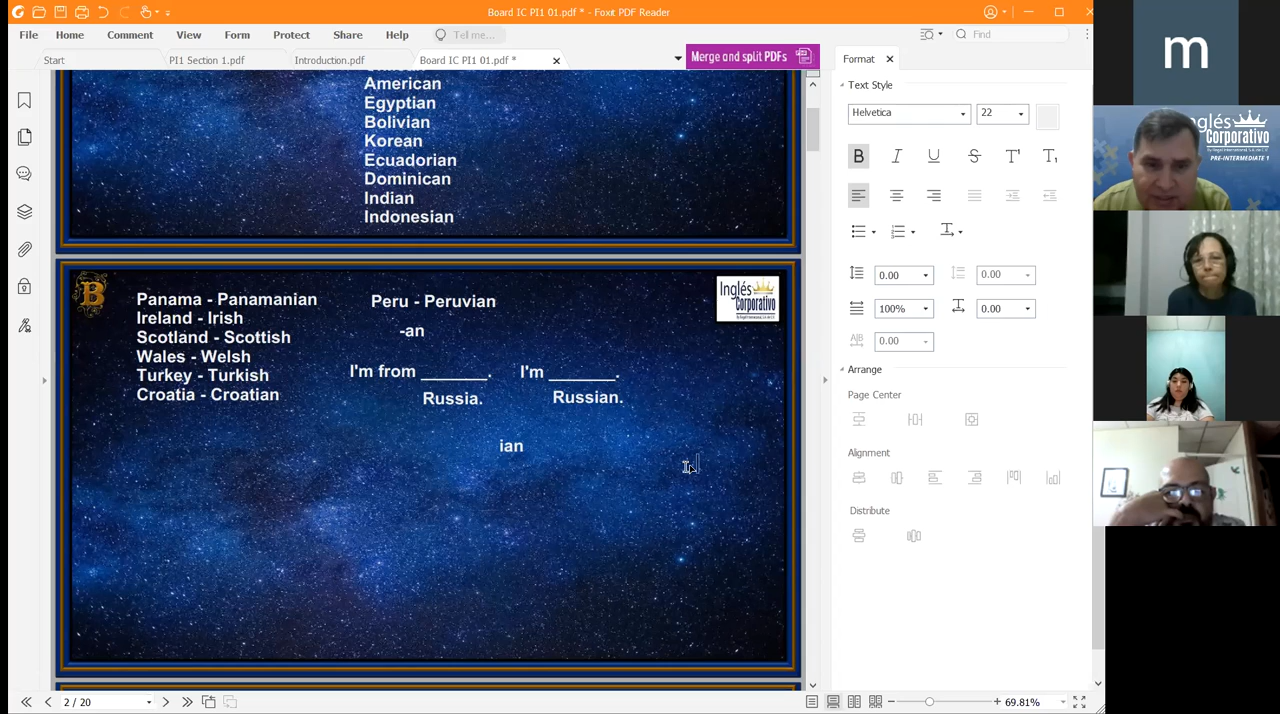 Board IC PI1 01.pdf * - Foxit PDF Reader
File Home Comment View Form Protect Share Help Tell me... Find
Start PI1 Section 1.pdf Introduction.pdf Board IC PI1 01.pdf * Merge and split PDFs
American
Egyptian
Bolivian
Korean
Ecuadorian
Dominican
Indian
Indonesian
B
Panama - Panamanian
Ireland - Irish
Scotland - Scottish
Wales - Welsh
Turkey - Turkish
Croatia - Croatian
Peru - Peruvian
-an
I'm from _______. I'm _______.
Russia. Russian.
ian
Inglés
Corporativo
2 / 20
69.81%
Format
Text Style
Helvetica 22
B I U S T T
0.00 0.00
100% 0.00
0.00
Arrange
Page Center
Alignment
Distribute
m
Inglés
Corporativo
PRE-INTERMEDIATE 1